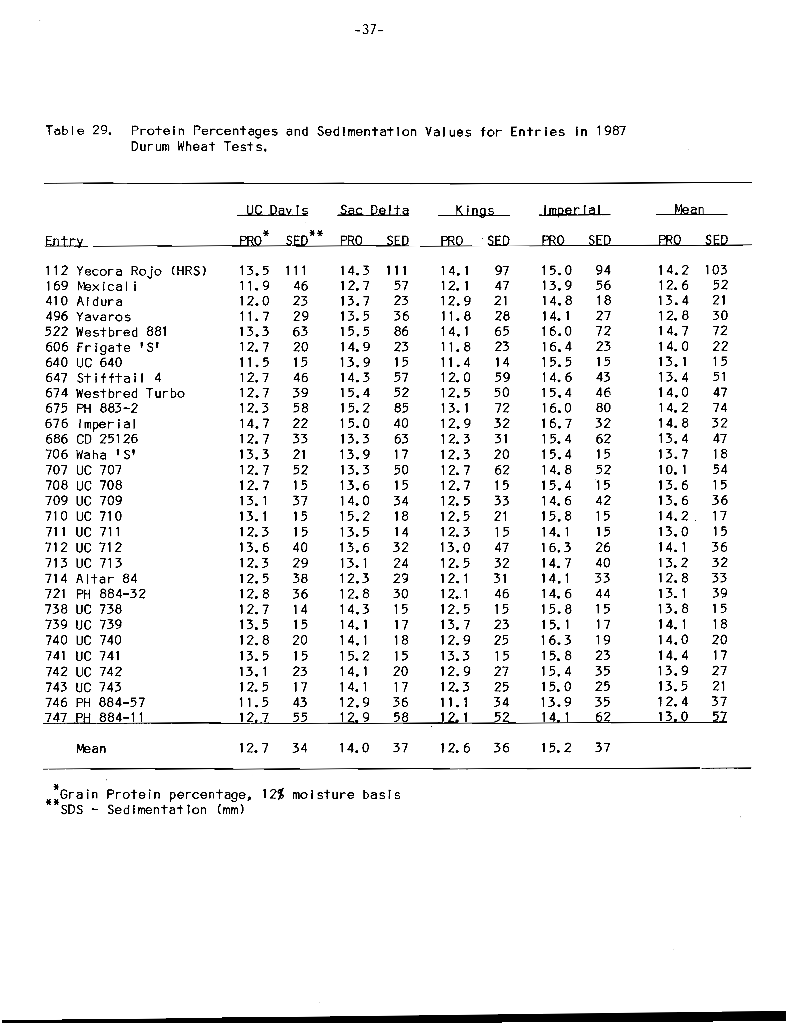 -37-
Table 29. Protein Percentages and Sedimentation Values for Entries in 1987
Durum Wheat Tests.
UC Davis Sac Delta Kings Imperial Mean
Entry PRO* SED** PRO SED PRO SED PRO SED PRO SED
112 Yecora Rojo (HRS) 13.5 111 14.3 111 14.1 97 15.0 94 14.2 103
169 Mexicali 11.9 46 12.7 57 12.1 47 13.9 56 12.6 52
410 Aldura 12.0 23 13.7 23 12.9 21 14.8 18 13.4 21
496 Yavaros 11.7 29 13.5 36 11.8 28 14.1 27 12.8 30
522 Westbred 881 13.3 63 15.5 86 14.1 65 16.0 72 14.7 72
606 Frigate 'S' 12.7 20 14.9 23 11.8 23 16.4 23 14.0 22
640 UC 640 11.5 15 13.9 15 11.4 14 15.5 15 13.1 15
647 Stifftail 4 12.7 46 14.3 57 12.0 59 14.6 43 13.4 51
674 Westbred Turbo 12.7 39 15.4 52 12.5 50 15.4 46 14.0 47
675 PH 883-2 12.3 58 15.2 85 13.1 72 16.0 80 14.2 74
676 Imperial 14.7 22 15.0 40 12.9 32 16.7 32 14.8 32
686 CD 25126 12.7 33 13.3 63 12.3 31 15.4 62 13.4 47
706 Waha 'S' 13.3 21 13.9 17 12.3 20 15.4 15 13.7 18
707 UC 707 12.7 52 13.3 50 12.7 62 14.8 52 10.1 54
708 UC 708 12.7 15 13.6 15 12.7 15 15.4 15 13.6 15
709 UC 709 13.1 37 14.0 34 12.5 33 14.6 42 13.6 36
710 UC 710 13.1 15 15.2 18 12.5 21 15.8 15 14.2 17
711 UC 711 12.3 15 13.5 14 12.3 15 14.1 15 13.0 15
712 UC 712 13.6 40 13.6 32 13.0 47 16.3 26 14.1 36
713 UC 713 12.3 29 13.1 24 12.5 32 14.7 40 13.2 32
714 Altar 84 12.5 38 12.3 29 12.1 31 14.1 33 12.8 33
721 PH 884-32 12.8 36 12.8 30 12.1 46 14.6 44 13.1 39
738 UC 738 12.7 14 14.3 15 12.5 15 15.8 15 13.8 15
739 UC 739 13.5 15 14.1 17 13.7 23 15.1 17 14.1 18
740 UC 740 12.8 20 14.1 18 12.9 25 16.3 19 14.0 20
741 UC 741 13.5 15 15.2 15 13.3 15 15.8 23 14.4 17
742 UC 742 13.1 23 14.1 20 12.9 27 15.4 35 13.9 27
743 UC 743 12.5 17 14.1 17 12.3 25 15.0 25 13.5 21
746 PH 884-57 11.5 43 12.9 36 11.1 34 13.9 35 12.4 37
747 PH 884-11 12.7 55 12.9 58 12.1 52 14.1 62 13.0 57
Mean 12.7 34 14.0 37 12.6 36 15.2 37
*Grain Protein percentage, 12% moisture basis
**SDS - Sedimentation (mm)